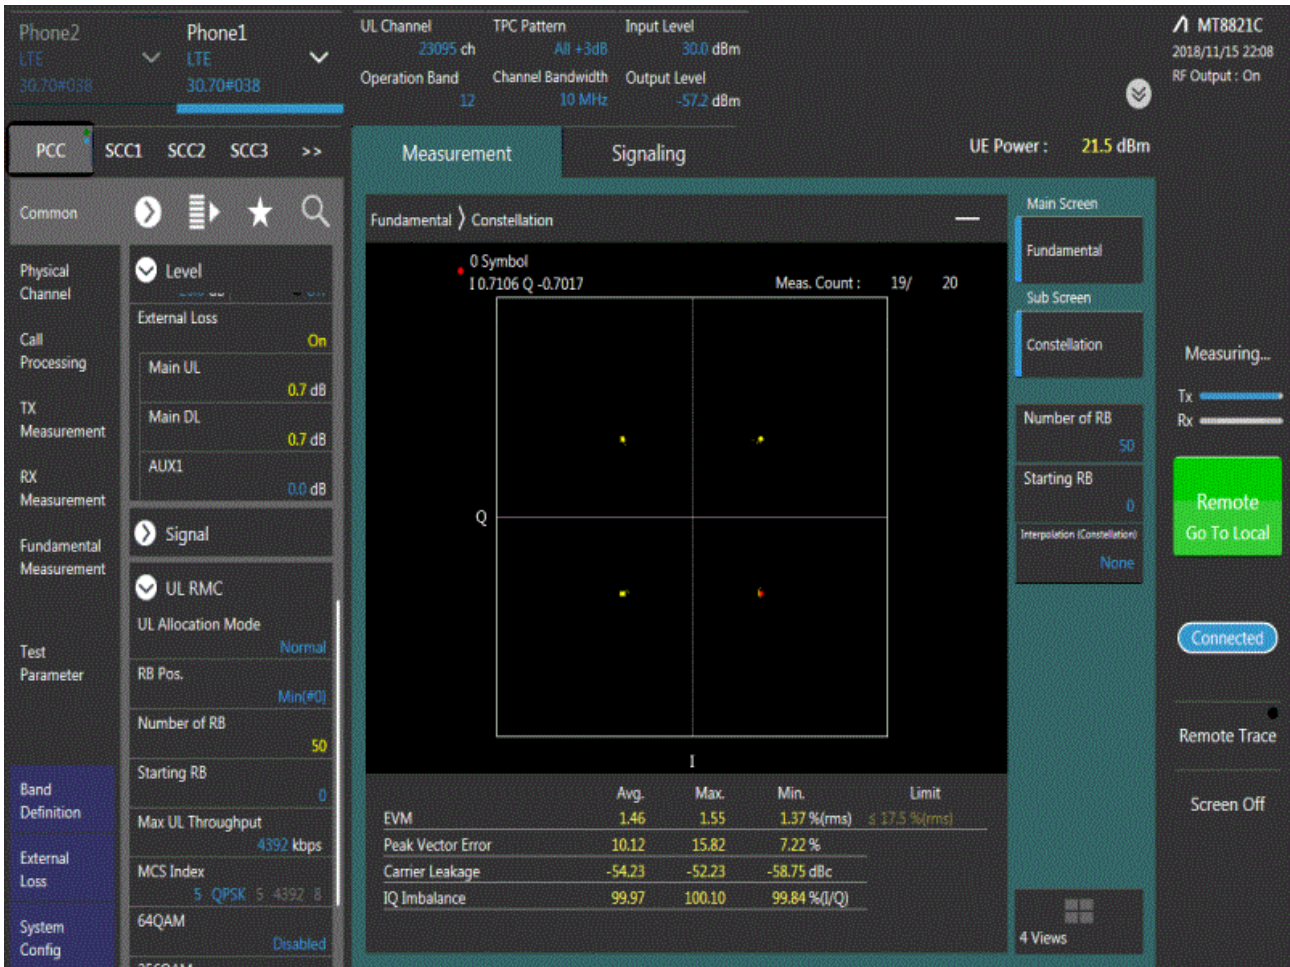 Phone2
LTE
30.70#038
Phone1
LTE
30.70#038
UL Channel
23095 ch
TPC Pattern
All +3dB
Input Level
30.0 dBm
Operation Band
12
Channel Bandwidth
10 MHz
Output Level
-57.2 dBm
MT8821C
2018/11/15 22:08
RF Output : On
PCC SCC1 SCC2 SCC3 >>
Measurement
Signaling
UE Power : 21.5 dBm
Common
Physical
Channel
Call
Processing
TX
Measurement
RX
Measurement
Fundamental
Measurement
Test
Parameter
Band
Definition
External
Loss
System
Config
Level
External Loss
On
Main UL
0.7 dB
Main DL
0.7 dB
AUX1
0.0 dB
Signal
UL RMC
UL Allocation Mode
Normal
RB Pos.
Min(#0)
Number of RB
50
Starting RB
0
Max UL Throughput
4392 kbps
MCS Index
5 QPSK 5 4392 8
64QAM
Disabled
Fundamental 〉 Constellation
0 Symbol
I 0.7106 Q -0.7017
Meas. Count : 19/ 20
Q
I
Avg. Max. Min. Limit
EVM 1.46 1.55 1.37 %(rms) ≤ 17.5 %(rms)
Peak Vector Error 10.12 15.82 7.22 %
Carrier Leakage -54.23 -52.23 -58.75 dBc
IQ Imbalance 99.97 100.10 99.84 %(I/Q)
Main Screen
Fundamental
Sub Screen
Constellation
Number of RB
50
Starting RB
0
Interpolation (Constellation)
None
4 Views
Measuring...
Tx
Rx
Remote
Go To Local
Connected
Remote Trace
Screen Off